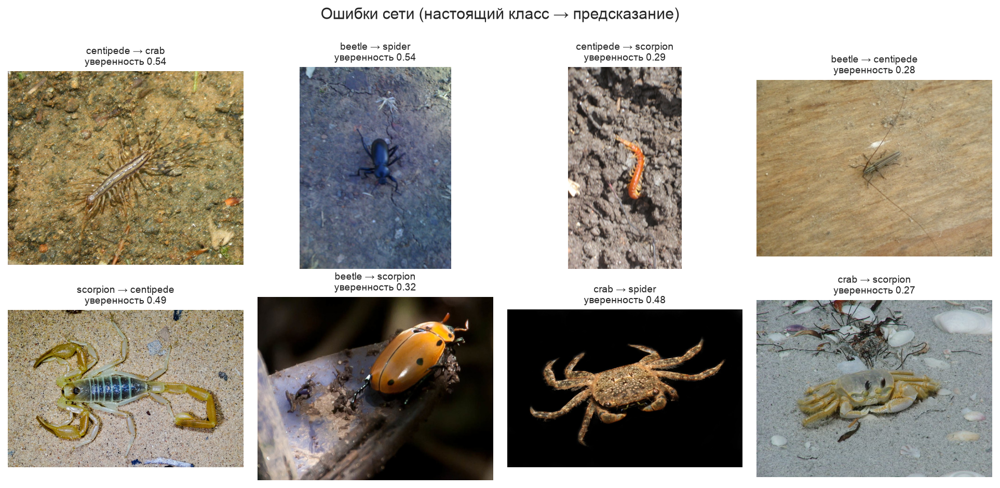 Ошибки сети (настоящий класс → предсказание)
centipede → crab
уверенность 0.54
beetle → spider
уверенность 0.54
centipede → scorpion
уверенность 0.29
beetle → centipede
уверенность 0.28
scorpion → centipede
уверенность 0.49
beetle → scorpion
уверенность 0.32
crab → spider
уверенность 0.48
crab → scorpion
уверенность 0.27